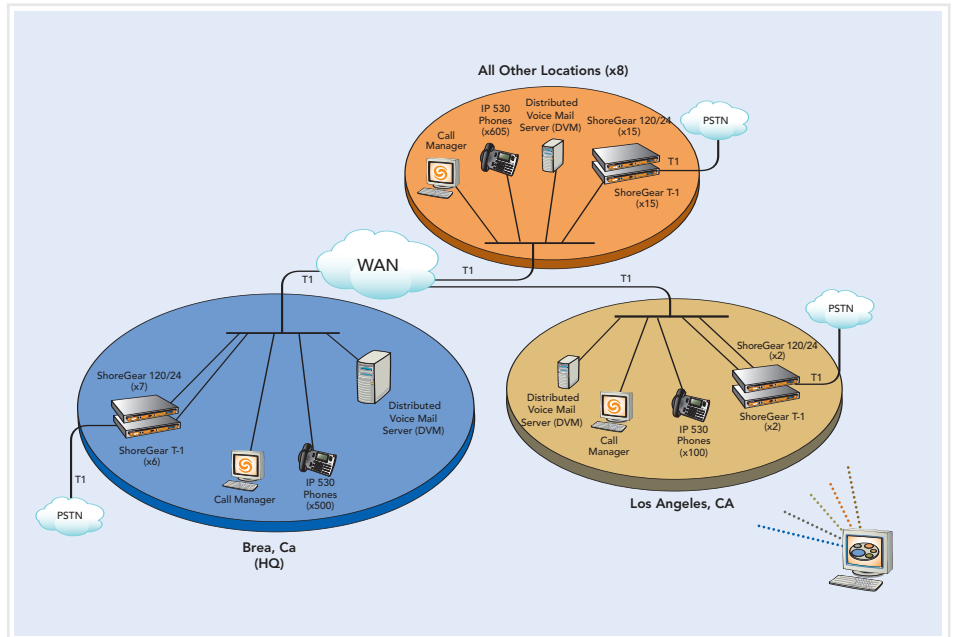 All Other Locations (x8)
Call
Manager
IP 530
Phones
(x605)
Distributed
Voice Mail
Server (DVM)
ShoreGear 120/24
(x15)
T1
ShoreGear T-1
(x15)
PSTN
WAN
T1
T1
T1
ShoreGear 120/24
(x7)
ShoreGear T-1
(x6)
T1
PSTN
Call Manager
IP 530
Phones
(x500)
Distributed
Voice Mail
Server (DVM)
Brea, Ca
(HQ)
Distributed
Voice Mail
Server (DVM)
Call
Manager
IP 530
Phones
(x100)
ShoreGear 120/24
(x2)
T1
ShoreGear T-1
(x2)
PSTN
Los Angeles, CA